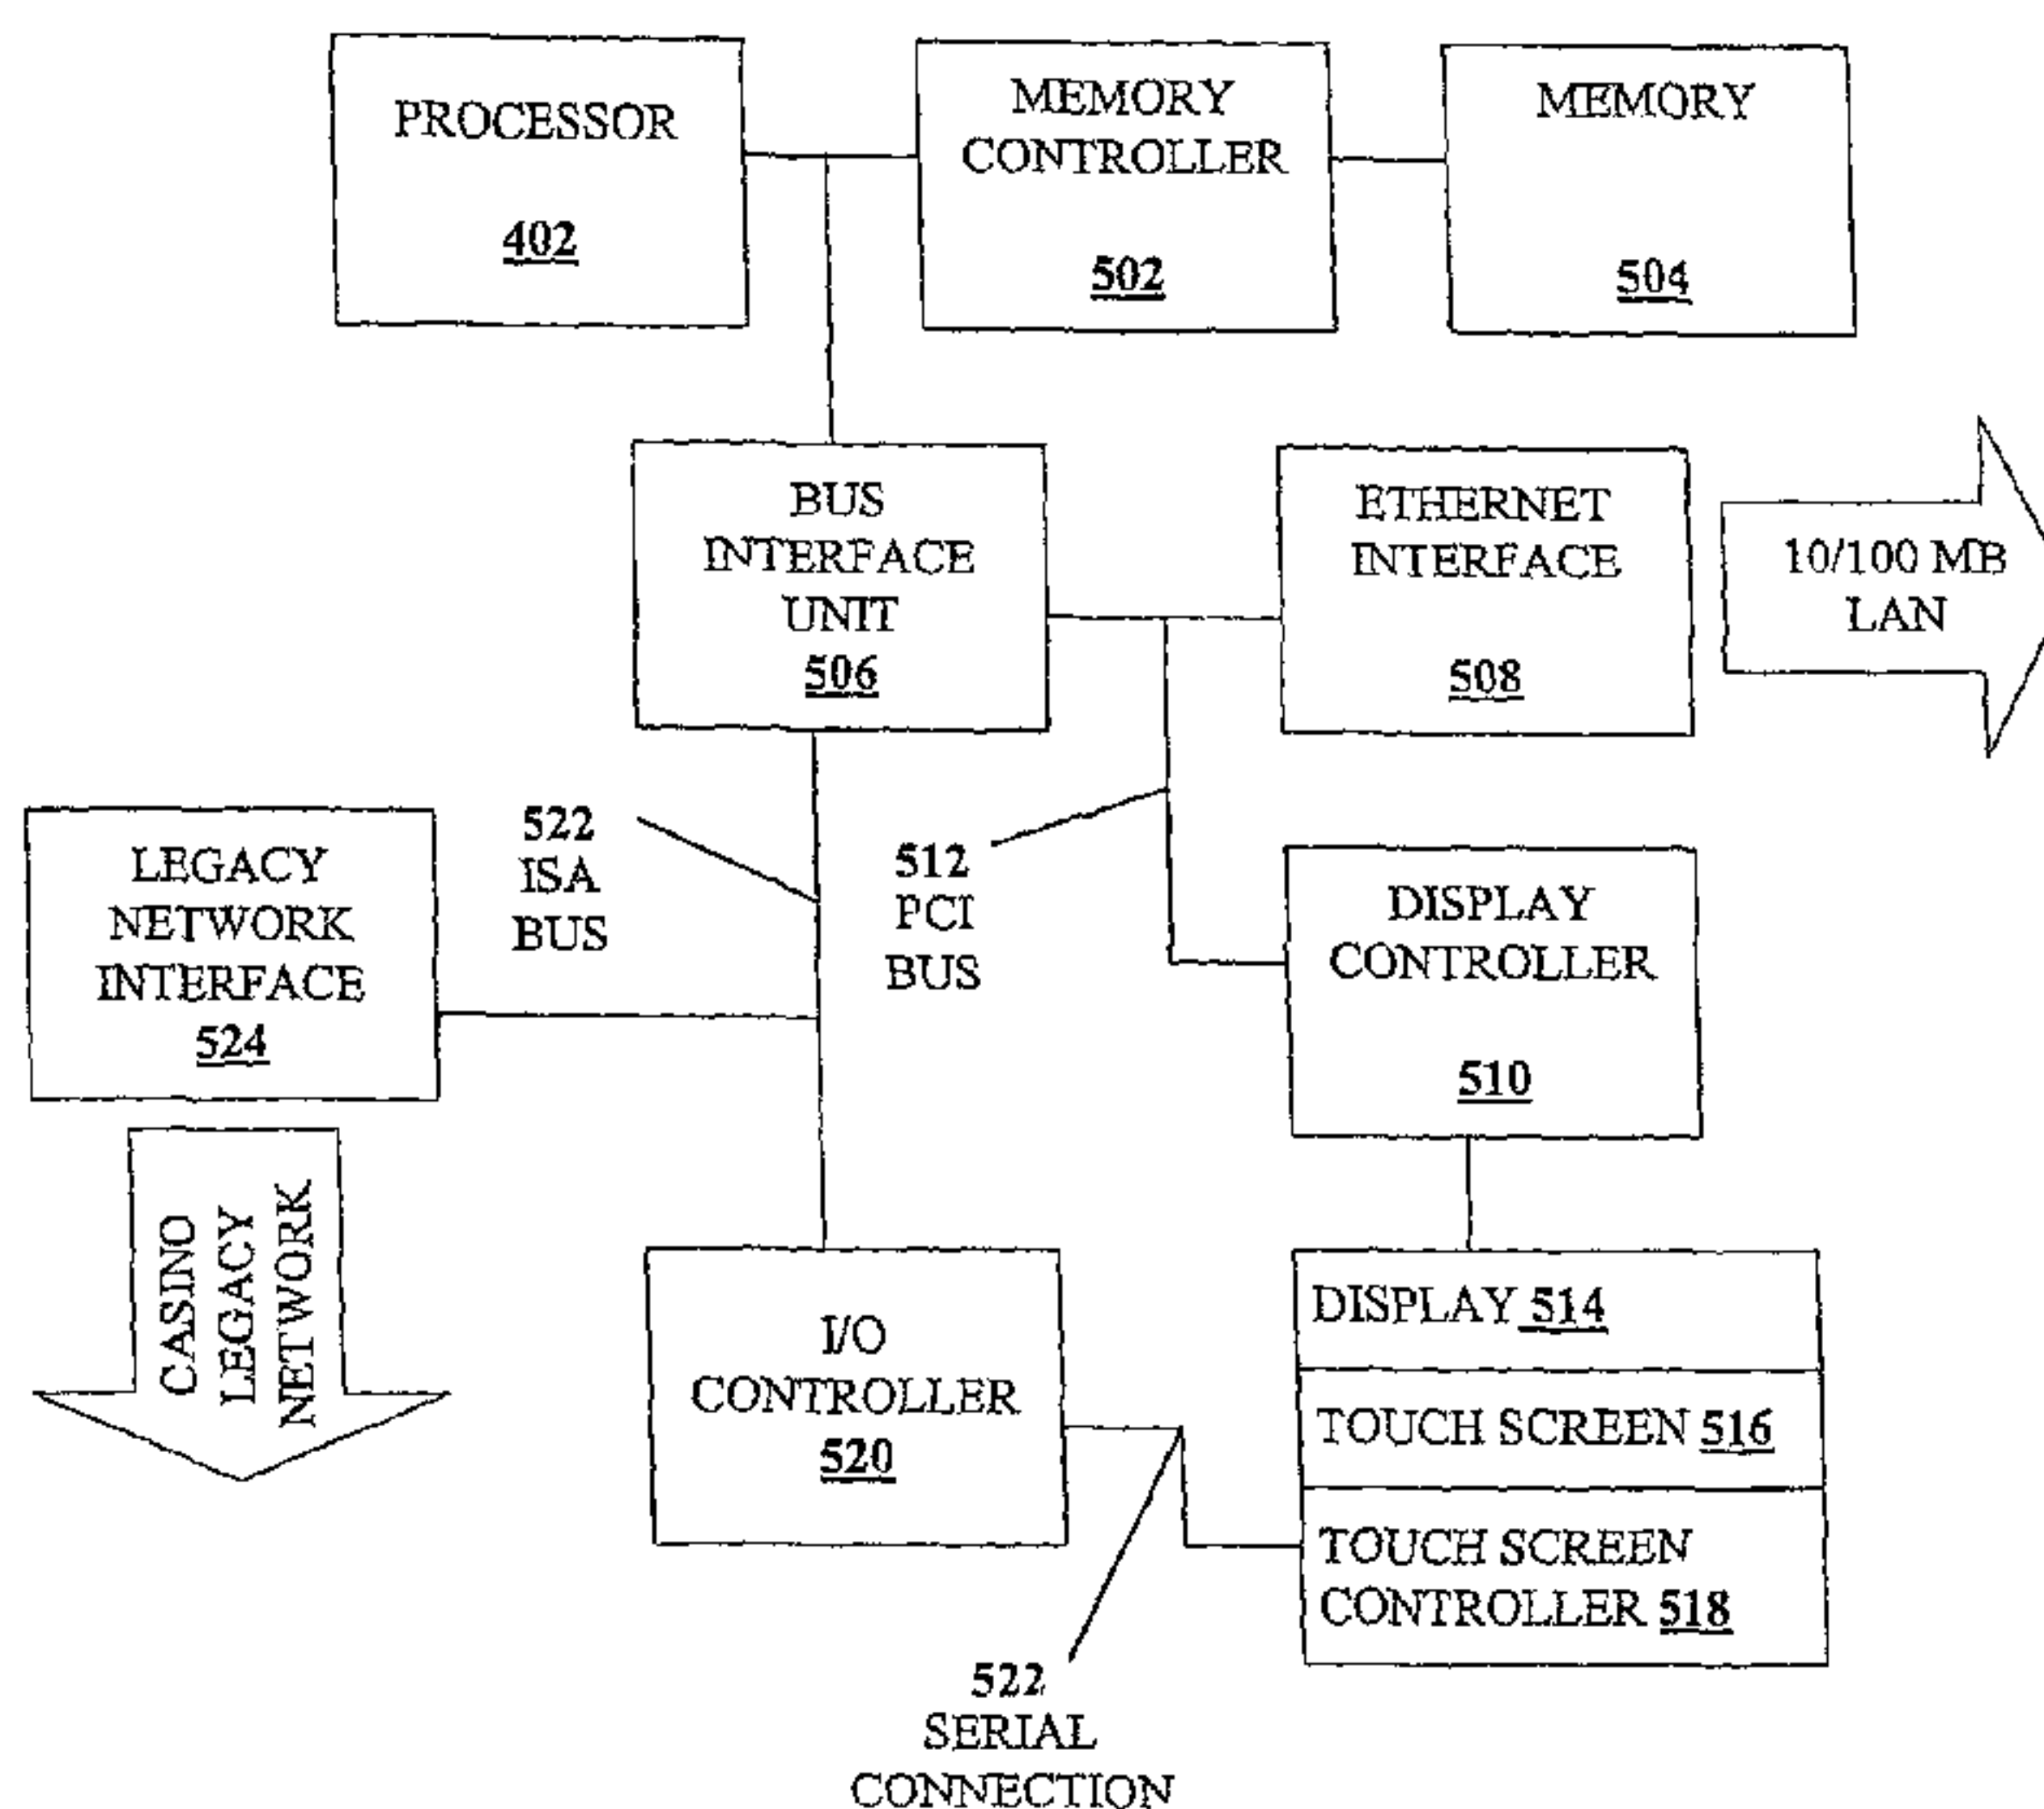 PROCESSOR
402
MEMORY
CONTROLLER
502
MEMORY
504
BUS
INTERFACE
UNIT
506
ETHERNET
INTERFACE
508
10/100 MB
LAN
LEGACY
NETWORK
INTERFACE
524
522
ISA
BUS
512
PCI
BUS
DISPLAY
CONTROLLER
510
CASINO
LEGACY
NETWORK
I/O
CONTROLLER
520
DISPLAY 514
TOUCH SCREEN 516
TOUCH SCREEN
CONTROLLER 518
522
SERIAL
CONNECTION